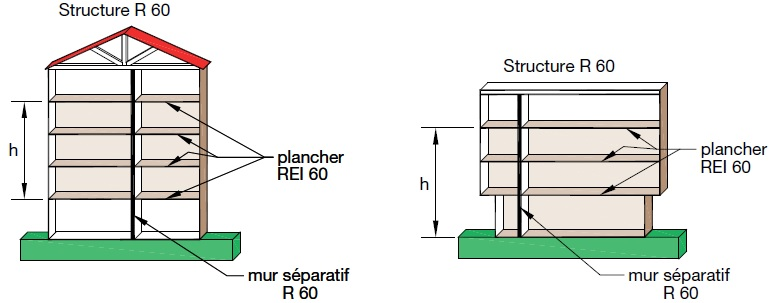 Structure R 60
h
plancher
REI 60
mur séparatif
R 60
Structure R 60
h
plancher
REI 60
mur séparatif
R 60